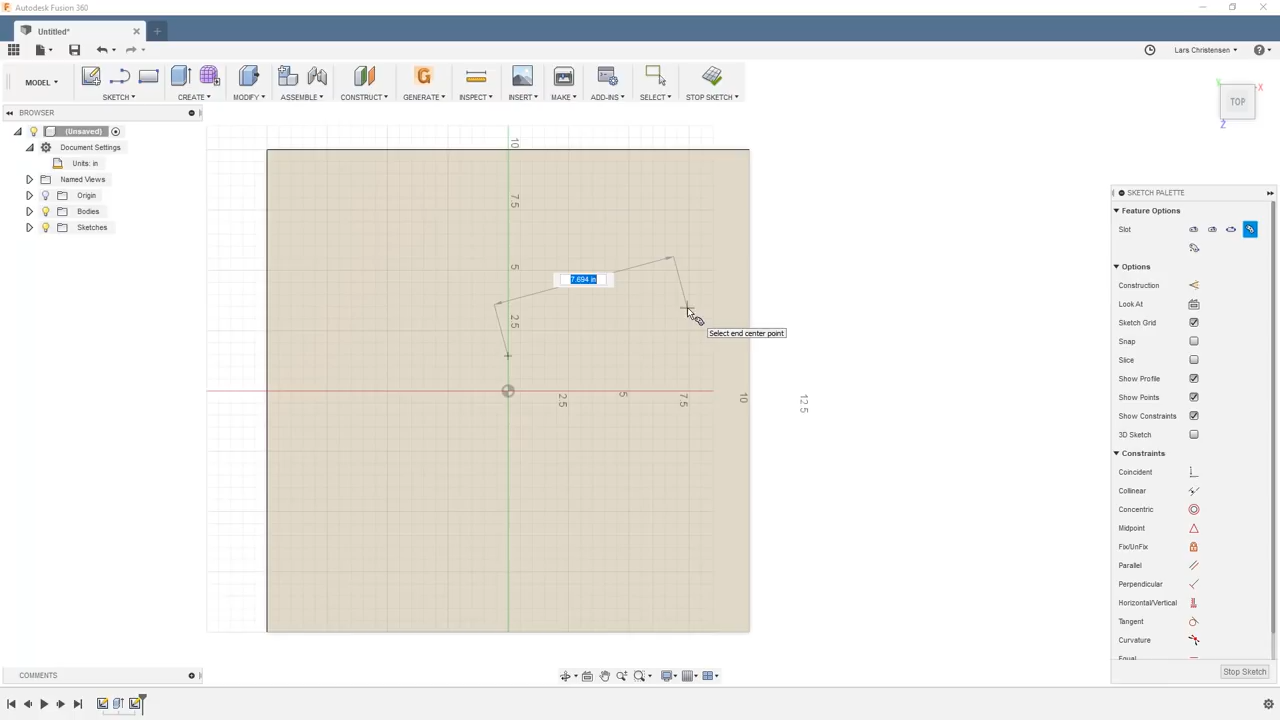 Autodesk Fusion 360
Untitled*
Lars Christensen
MODEL
SKETCH
CREATE
MODIFY
ASSEMBLE
CONSTRUCT
GENERATE
INSPECT
INSERT
MAKE
ADD-INS
SELECT
STOP SKETCH
BROWSER
(Unsaved)
Document Settings
Units: in
Named Views
Origin
Bodies
Sketches
TOP
X
Y
Z
10
7.5
5
2.5
2.5
5
7.5
10
12.5
7.694 in
Select end center point
SKETCH PALETTE
Feature Options
Slot
Options
Construction
Look At
Sketch Grid
Snap
Slice
Show Profile
Show Points
Show Constraints
3D Sketch
Constraints
Coincident
Collinear
Concentric
Midpoint
Fix/UnFix
Parallel
Perpendicular
Horizontal/Vertical
Tangent
Curvature
Equal
Stop Sketch
COMMENTS